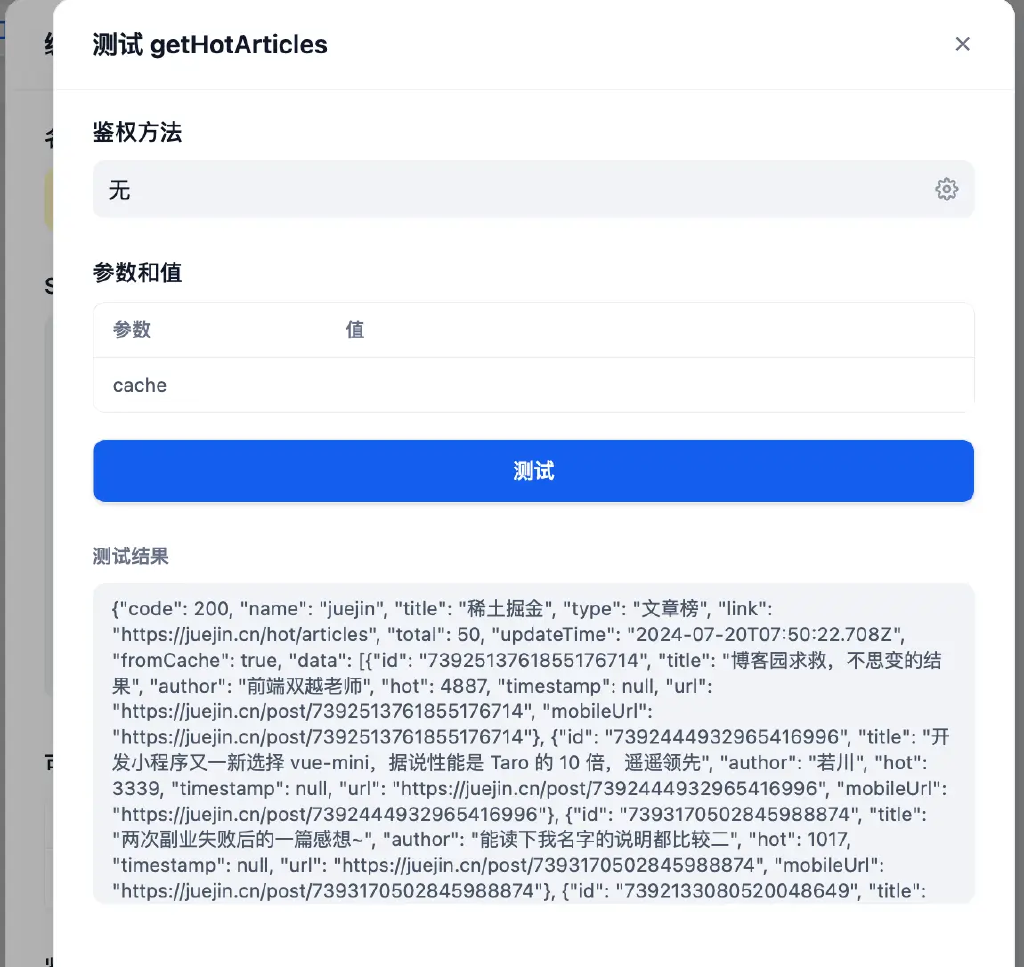 测试 getHotArticles
鉴权方法
无
参数和值
参数 值
cache
测试
测试结果
{"code": 200, "name": "juejin", "title": "稀土掘金", "type": "文章榜", "link":
"https://juejin.cn/hot/articles", "total": 50, "updateTime": "2024-07-20T07:50:22.708Z",
"fromCache": true, "data": [{"id": "7392513761855176714", "title": "博客园求救，不思变的结
果", "author": "前端双越老师", "hot": 4887, "timestamp": null, "url":
"https://juejin.cn/post/7392513761855176714", "mobileUrl":
"https://juejin.cn/post/7392513761855176714"}, {"id": "7392444932965416996", "title": "开
发小程序又一新选择 vue-mini，据说性能是 Taro 的 10 倍，遥遥领先", "author": "若川", "hot":
3339, "timestamp": null, "url": "https://juejin.cn/post/7392444932965416996", "mobileUrl":
"https://juejin.cn/post/7392444932965416996"}, {"id": "7393170502845988874", "title":
"两次副业失败后的一篇感想~", "author": "能读下我名字的说明都比较二", "hot": 1017,
"timestamp": null, "url": "https://juejin.cn/post/7393170502845988874", "mobileUrl":
"https://juejin.cn/post/7393170502845988874"}, {"id": "7392133080520048649", "title":